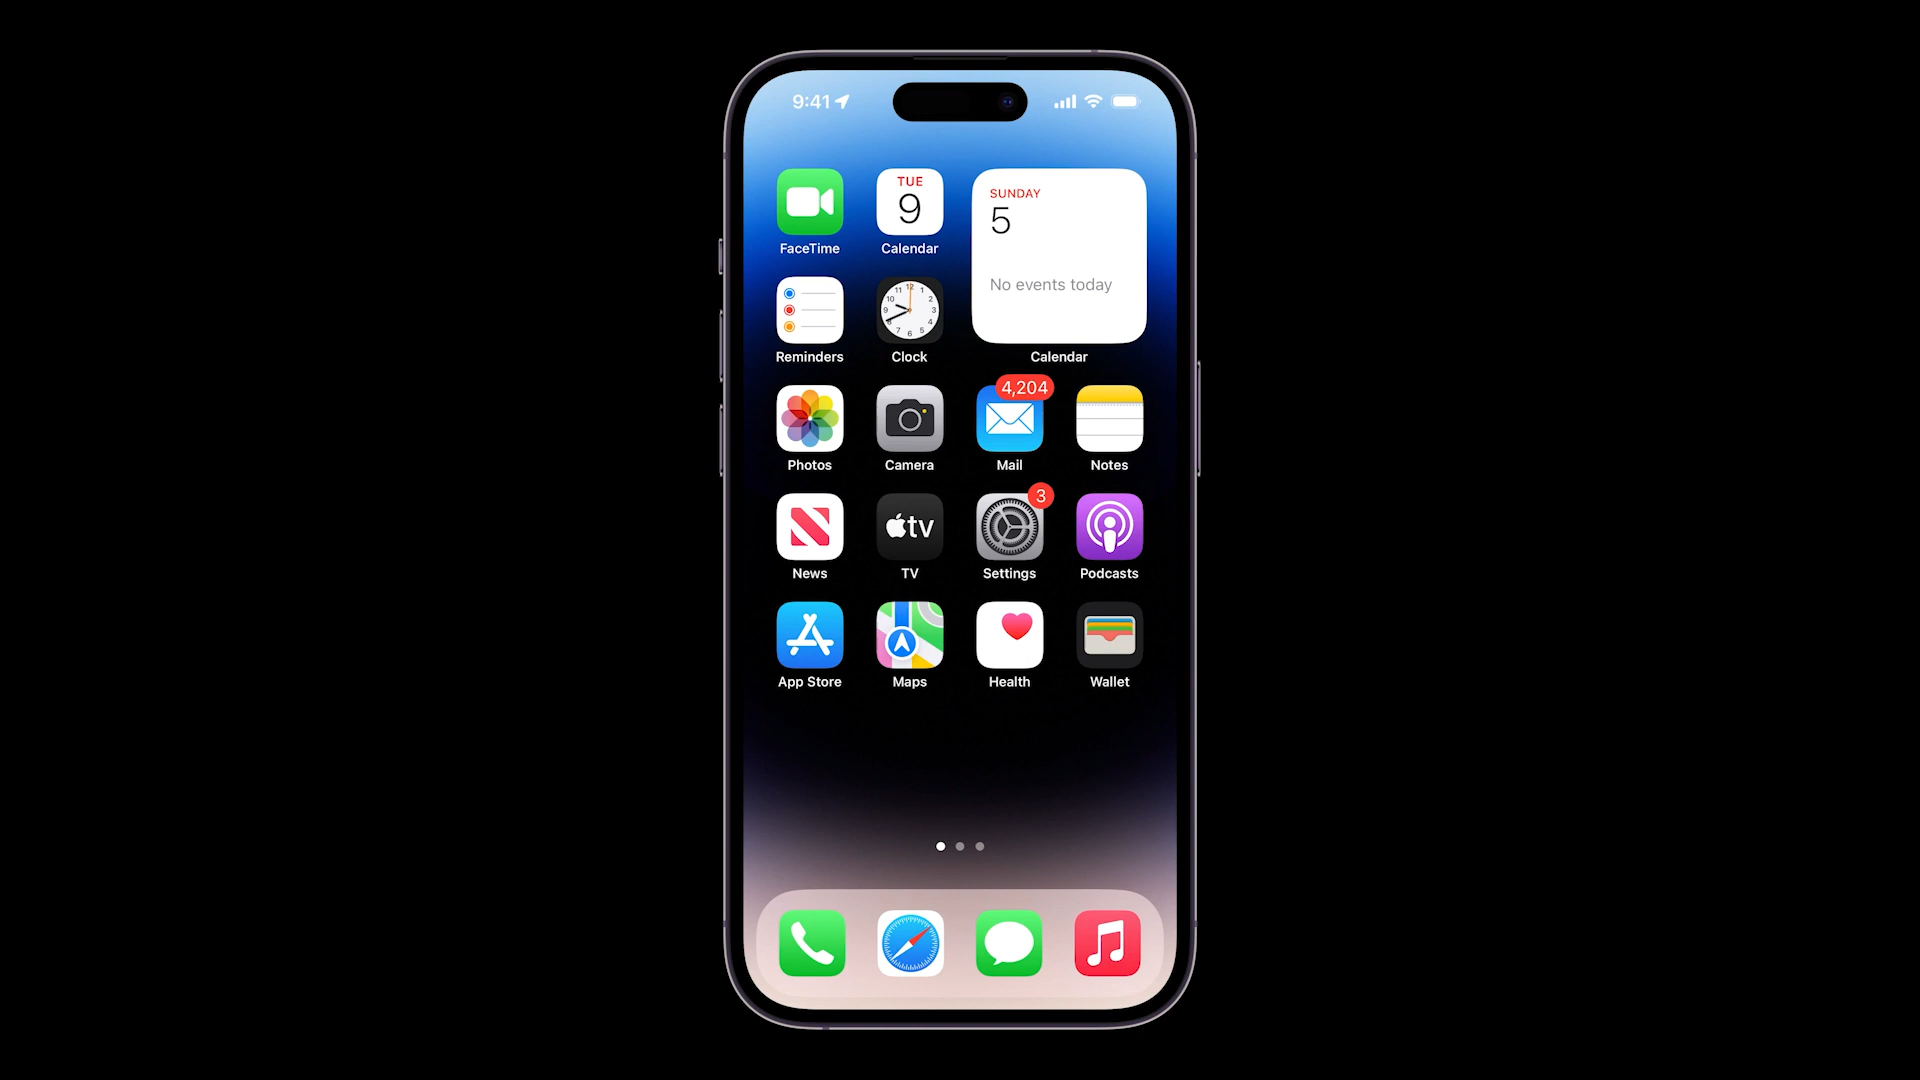 9:41
TUE
9
SUNDAY
5
No events today
FaceTime
Calendar
Reminders
Clock
Calendar
4,204
Photos
Camera
Mail
Notes
3
tv
News
TV
Settings
Podcasts
App Store
Maps
Health
Wallet